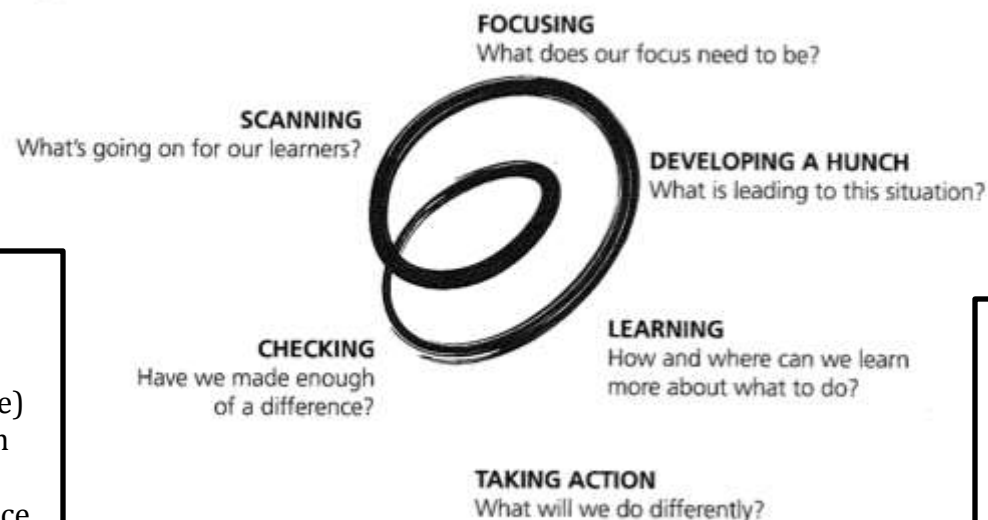 FOCUSING
What does our focus need to be?
SCANNING
What's going on for our learners?
DEVELOPING A HUNCH
What is leading to this situation?
LEARNING
How and where can we learn
more about what to do?
CHECKING
Have we made enough
of a difference?
TAKING ACTION
What will we do differently?